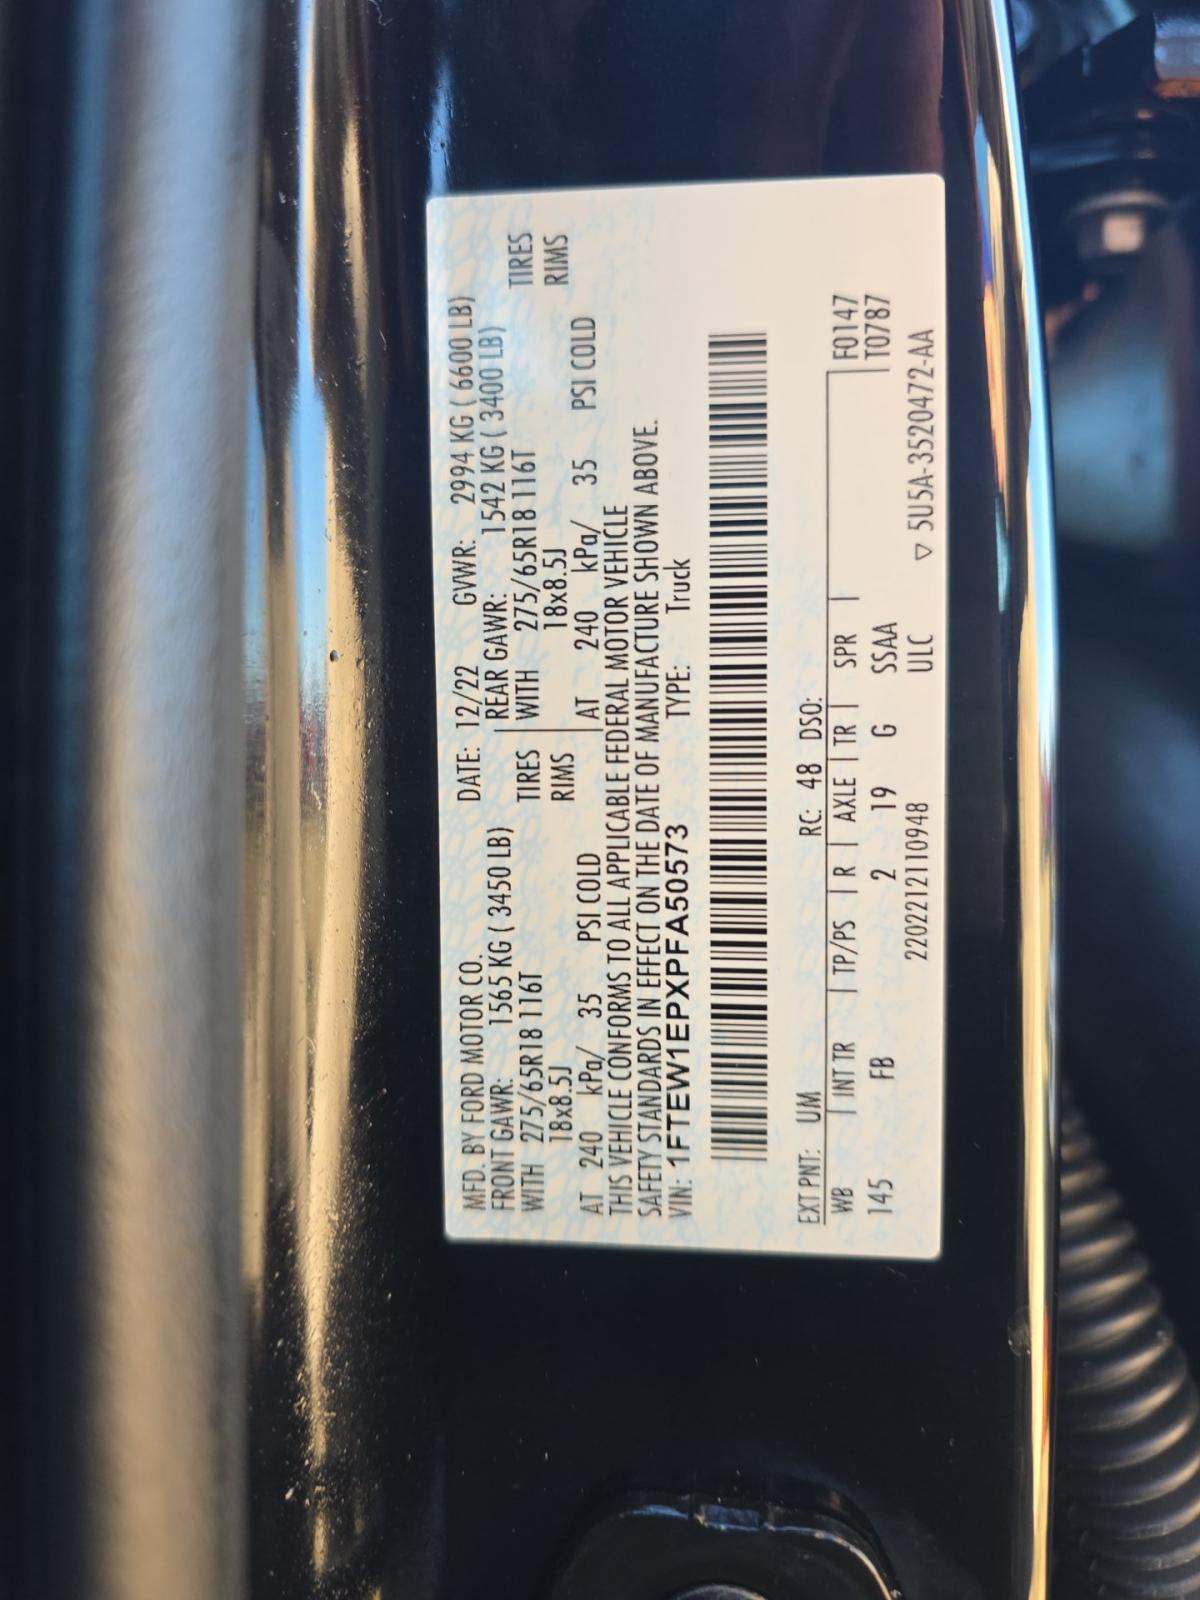 MFD. BY FORD MOTOR CO. DATE: 12/22 GVWR: 2994 KG ( 6600 LB)
FRONT GAWR: 1565 KG ( 3450 LB) REAR GAWR: 1542 KG ( 3400 LB)
WITH 275/65R18 116T TIRES WITH 275/65R18 116T TIRES
18x8.5J RIMS 18x8.5J RIMS
AT 240 kPa/ 35 PSI COLD AT 240 kPa/ 35 PSI COLD
THIS VEHICLE CONFORMS TO ALL APPLICABLE FEDERAL MOTOR VEHICLE
SAFETY STANDARDS IN EFFECT ON THE DATE OF MANUFACTURE SHOWN ABOVE.
VIN: 1FTEW1EPXPFA50573 TYPE: Truck
EXT PNT: UM RC: 48 DSO:
WB INT TR TP/PS R AXLE TR SPR F0147
145 FB 2 19 G SSAA T0787
2202212110948 ULC ▽ 5U5A-3520472-AA